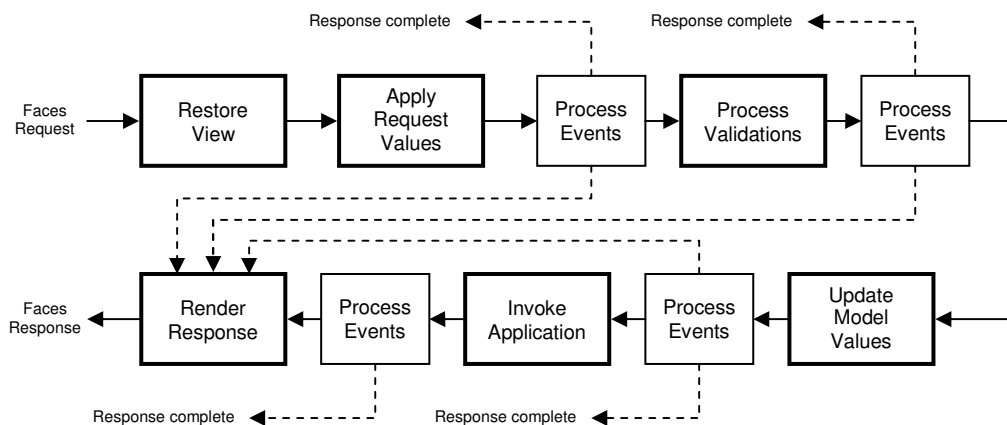 Response complete
Response complete
Faces
Request
Restore
View
Apply
Request
Values
Process
Events
Process
Validations
Process
Events
Faces
Response
Render
Response
Process
Events
Invoke
Application
Process
Events
Update
Model
Values
Response complete
Response complete